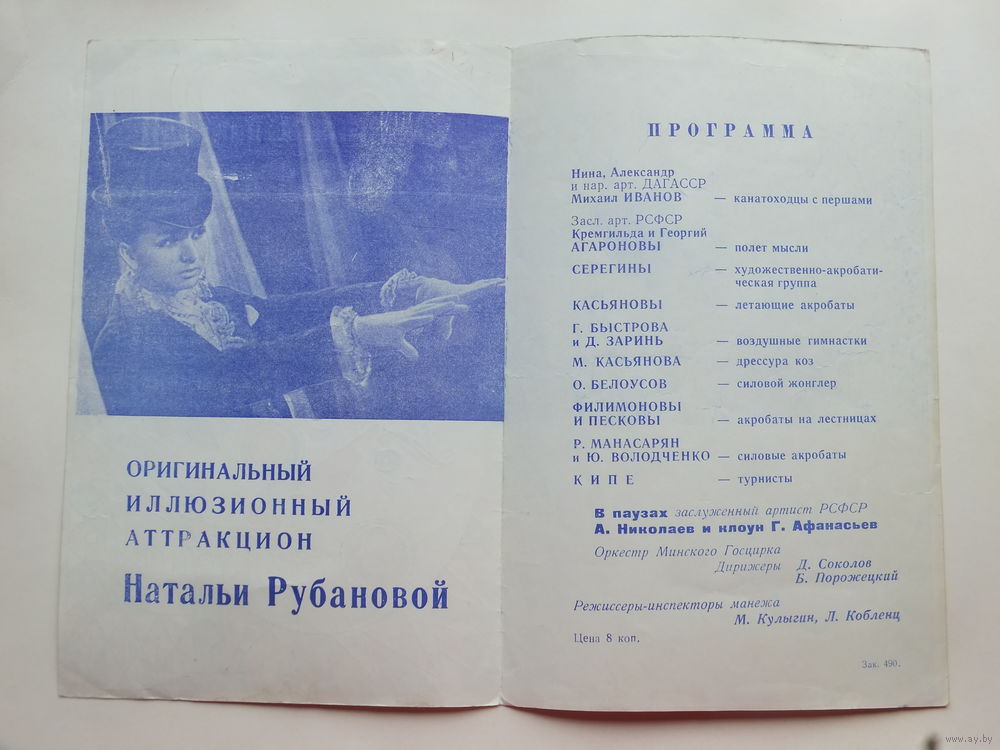 ОРИГИНАЛЬНЫЙ
ИЛЛЮЗИОННЫЙ
АТТРАКЦИОН
Натальи Рубановой
ПРОГРАММА
Нина, Александр
и нар. арт. ДАГАССР
Михаил ИВАНОВ — канатоходцы с першами
Засл. арт. РСФСР
Кремгильда и Георгий
АГАРОНОВЫ — полет мысли
СЕРЕГИНЫ — художественно-акробати-
ческая группа
КАСЬЯНОВЫ — летающие акробаты
Г. БЫСТРОВА
и Д. ЗАРИНЬ — воздушные гимнастки
М. КАСЬЯНОВА — дрессура коз
О. БЕЛОУСОВ — силовой жонглер
ФИЛИМОНОВЫ
И ПЕСКОВЫ — акробаты на лестницах
Р. МАНАСАРЯН
и Ю. ВОЛОДЧЕНКО — силовые акробаты
КИПЕ — турнисты
В паузах заслуженный артист РСФСР
А. Николаев и клоун Г. Афанасьев
Оркестр Минского Госцирка
Дирижеры Д. Соколов
Б. Порожецкий
Режиссеры-инспекторы манежа
М. Кулыгин, Л. Кобленц
Цена 8 коп.
Зак. 490.
www.ay.by